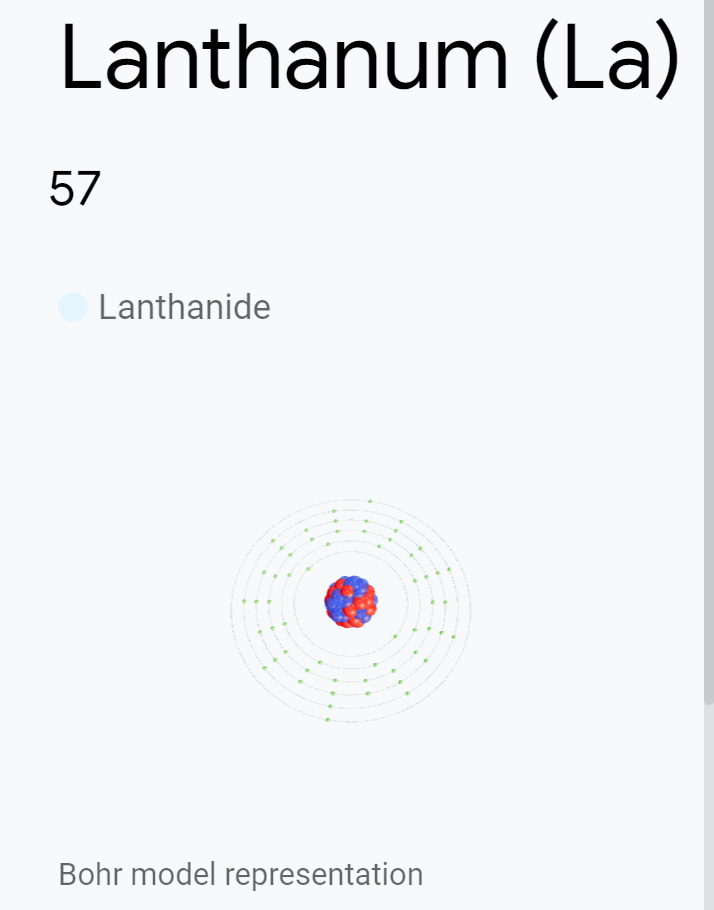 Lanthanum (La)
57
Lanthanide
Bohr model representation